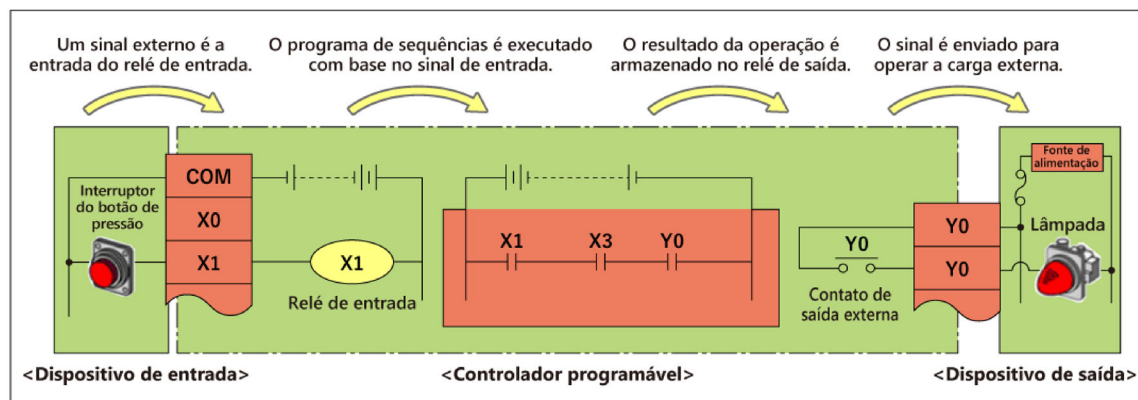 Um sinal externo é a
entrada do relé de entrada.
O programa de sequências é executado
com base no sinal de entrada.
O resultado da operação é
armazenado no relé de saída.
O sinal é enviado para
operar a carga externa.
Interruptor
do botão de
pressão
COM
X0
X1
X1
Relé de entrada
X1 X3 Y0
Y0
Contato de
saída externa
Y0
Y0
Fonte de
alimentação
Lâmpada
<Dispositivo de entrada>
<Controlador programável>
<Dispositivo de saída>